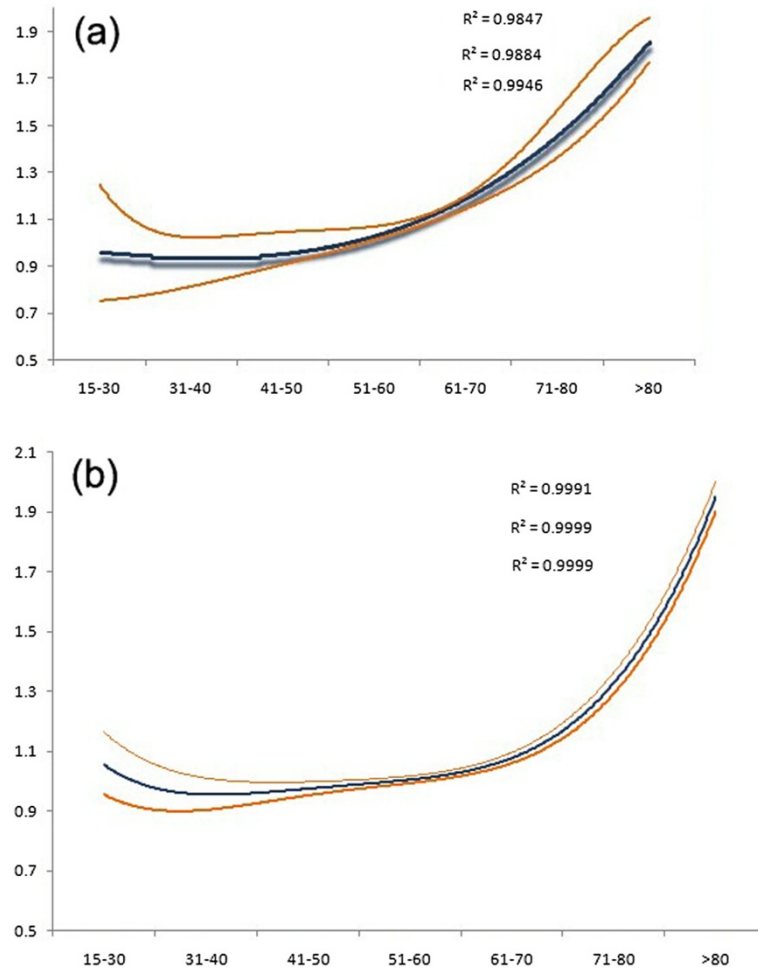 (a)
R² = 0.9847
R² = 0.9884
R² = 0.9946
1.9
1.7
1.5
1.3
1.1
0.9
0.7
0.5
15-30 31-40 41-50 51-60 61-70 71-80 >80
(b)
R² = 0.9991
R² = 0.9999
R² = 0.9999
2.1
1.9
1.7
1.5
1.3
1.1
0.9
0.7
0.5
15-30 31-40 41-50 51-60 61-70 71-80 >80